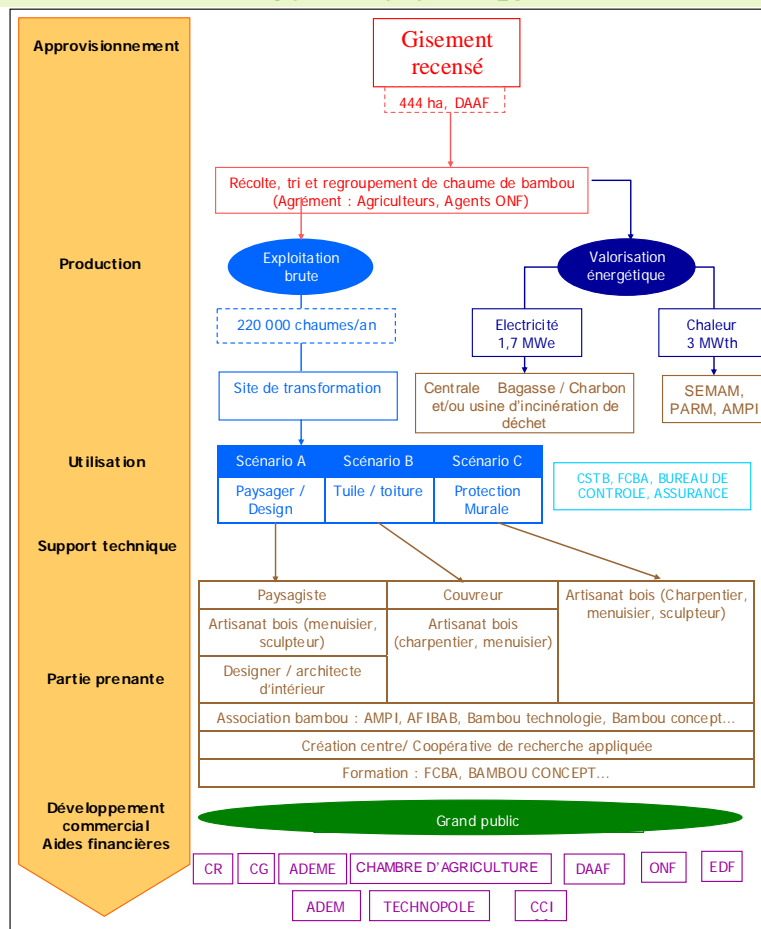 Approvisionnement
Gisement
recensé
444 ha, DAAF
Récolte, tri et regroupement de chaume de bambou
(Agrément : Agriculteurs, Agents ONF)
Production
Exploitation
brute
Valorisation
énergétique
220 000 chaumes/an
Electricité
1,7 MWe
Chaleur
3 MWth
Site de transformation
Centrale Bagasse / Charbon
et/ou usine d'incinération de
déchet
SEMAM,
PARM, AMPI
Utilisation
Scénario A
Scénario B
Scénario C
Paysager /
Design
Tuile / toiture
Protection
Murale
CSTB, FCBA, BUREAU DE
CONTROLE, ASSURANCE
Support technique
Paysagiste
Couvreur
Artisanat bois (Charpentier,
menuisier, sculpteur)
Artisanat bois (menuisier,
sculpteur)
Artisanat bois
(charpentier, menuisier)
Designer / architecte
d'intérieur
Partie prenante
Association bambou : AMPI, AFIBAB, Bambou technologie, Bambou concept…
Création centre/ Coopérative de recherche appliquée
Formation : FCBA, BAMBOU CONCEPT…
Développement
commercial
Aides financières
Grand public
CR
CG
ADEME
CHAMBRE D'AGRICULTURE
DAAF
ONF
EDF
ADEM
TECHNOPOLE
CCI